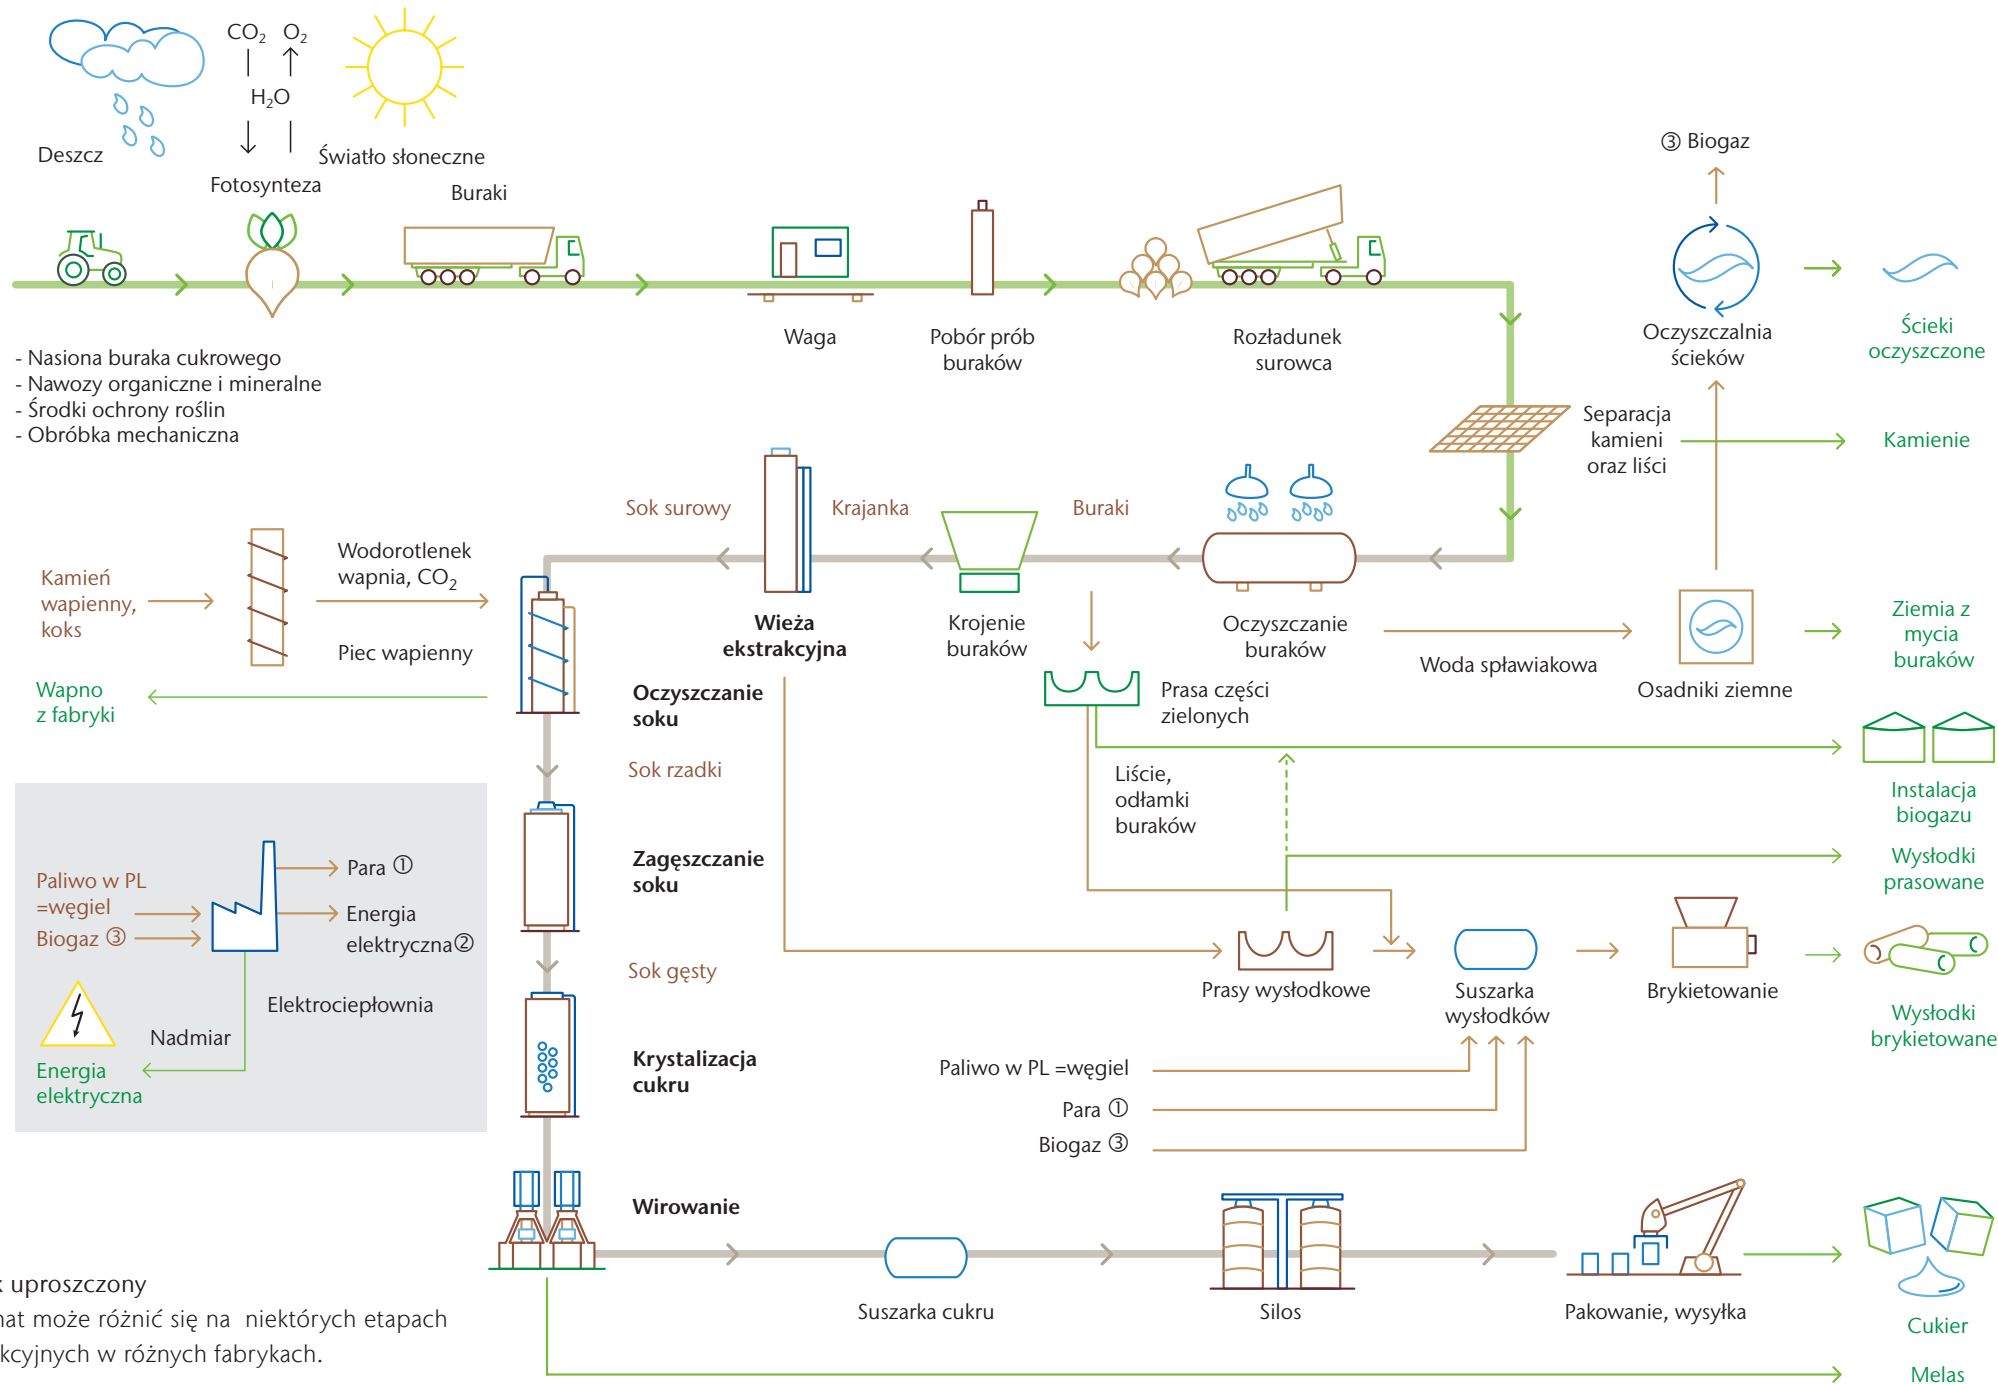 CO₂ O₂
H₂O
Deszcz
Światło słoneczne
Fotosynteza
Buraki
③ Biogaz
Waga
Pobór prób
buraków
Rozładunek
surowca
Oczyszczalnia
ścieków
Ścieki
oczyszczone
- Nasiona buraka cukrowego
- Nawozy organiczne i mineralne
- Środki ochrony roślin
- Obróbka mechaniczna
Separacja
kamieni
oraz liści
Kamienie
Sok surowy
Krajanka
Buraki
Kamień
wapienny,
koks
Wodorotlenek
wapnia, CO₂
Piec wapienny
Wapno
z fabryki
Wieża
ekstrakcyjna
Krojenie
buraków
Oczyszczanie
buraków
Woda spławiakowa
Osadniki ziemne
Ziemia z
mycia
buraków
Oczyszczanie
soku
Prasa części
zielonych
Sok rzadki
Liście,
odłamki
buraków
Instalacja
biogazu
Zagęszczanie
soku
Wysłodki
prasowane
Paliwo w PL
=węgiel
Biogaz ③
Para ①
Energia
elektryczna②
Elektrociepłownia
Nadmiar
Energia
elektryczna
Sok gęsty
Prasy wysłodkowe
Suszarka
wysłodków
Brykietowanie
Wysłodki
brykietowane
Krystalizacja
cukru
Paliwo w PL =węgiel
Para ①
Biogaz ③
Wirowanie
Suszarka cukru
Silos
Pakowanie, wysyłka
Cukier
Melas
uproszczony
może różnić się na niektórych etapach
w różnych fabrykach.